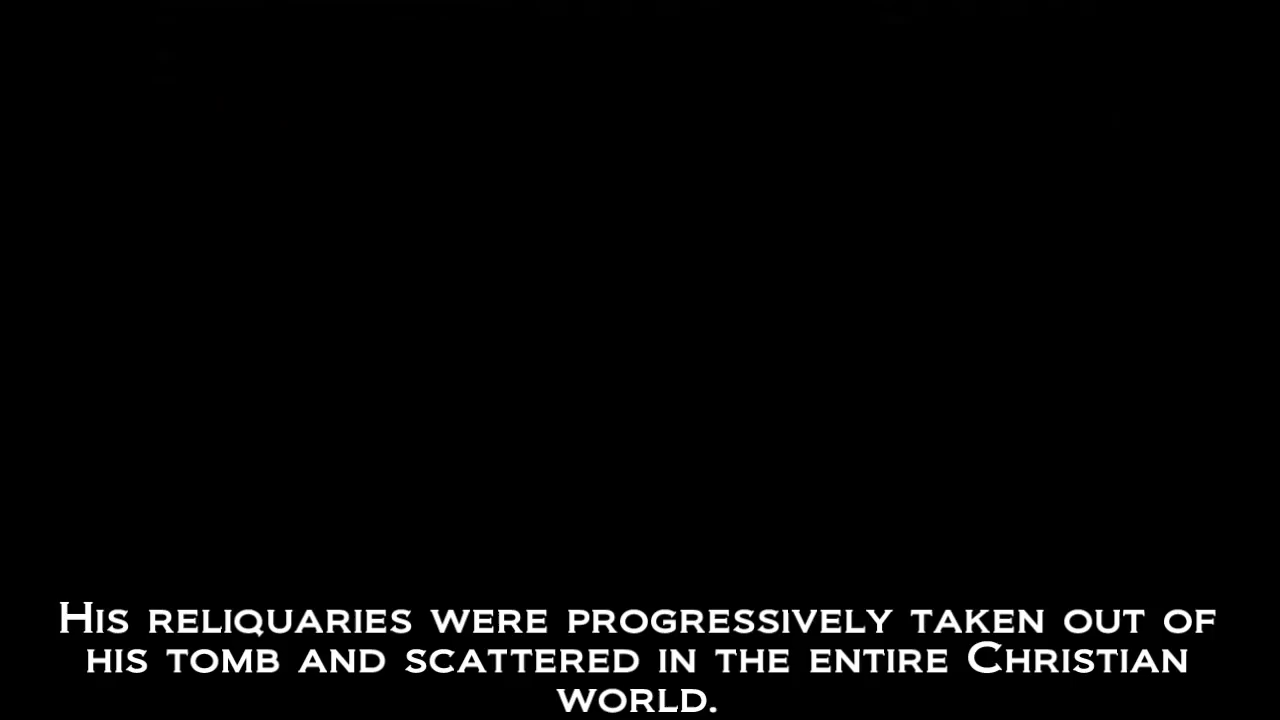 His reliquaries were progressively taken out of
his tomb and scattered in the entire Christian
world.